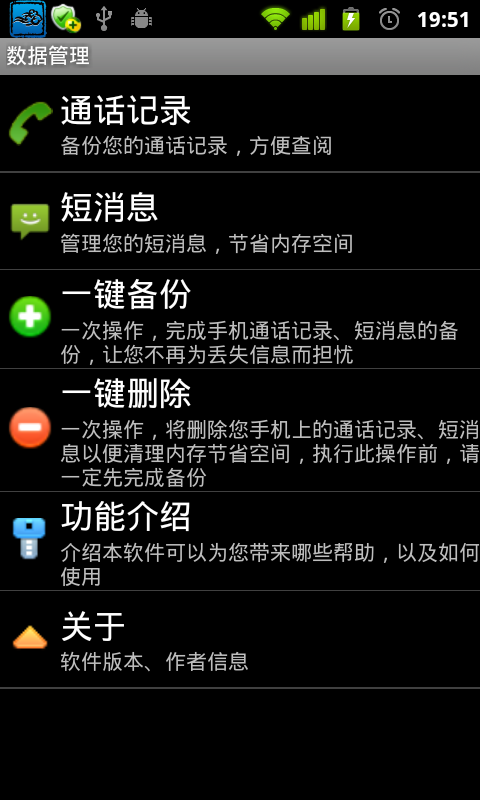 19:51
数据管理
通话记录
备份您的通话记录，方便查阅
短消息
管理您的短消息，节省内存空间
一键备份
一次操作，完成手机通话记录、短消息的备
份，让您不再为丢失信息而担忧
一键删除
一次操作，将删除您手机上的通话记录、短消
息以便清理内存节省空间，执行此操作前，请
一定先完成备份
功能介绍
介绍本软件可以为您带来哪些帮助，以及如何
使用
关于
软件版本、作者信息